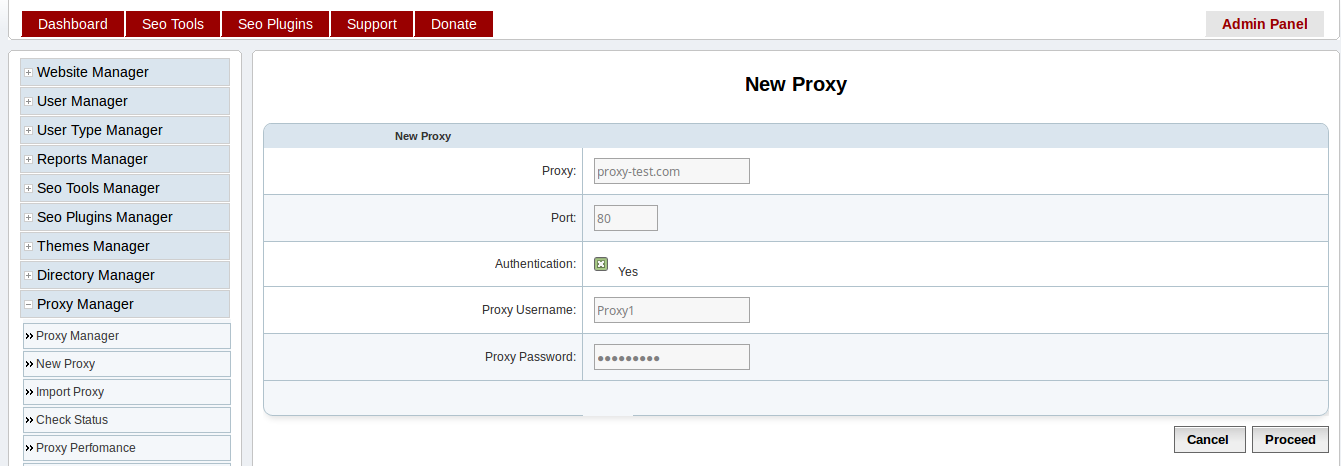 Dashboard Seo Tools Seo Plugins Support Donate Admin Panel
Website Manager
User Manager
User Type Manager
Reports Manager
Seo Tools Manager
Seo Plugins Manager
Themes Manager
Directory Manager
Proxy Manager
Proxy Manager
New Proxy
Import Proxy
Check Status
Proxy Perfomance
New Proxy
New Proxy
Proxy: proxy-test.com
Port: 80
Authentication: Yes
Proxy Username: Proxy1
Proxy Password: •••••••••
Cancel Proceed